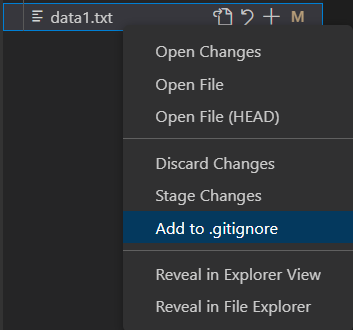 data1.txt M
Open Changes
Open File
Open File (HEAD)
Discard Changes
Stage Changes
Add to .gitignore
Reveal in Explorer View
Reveal in File Explorer